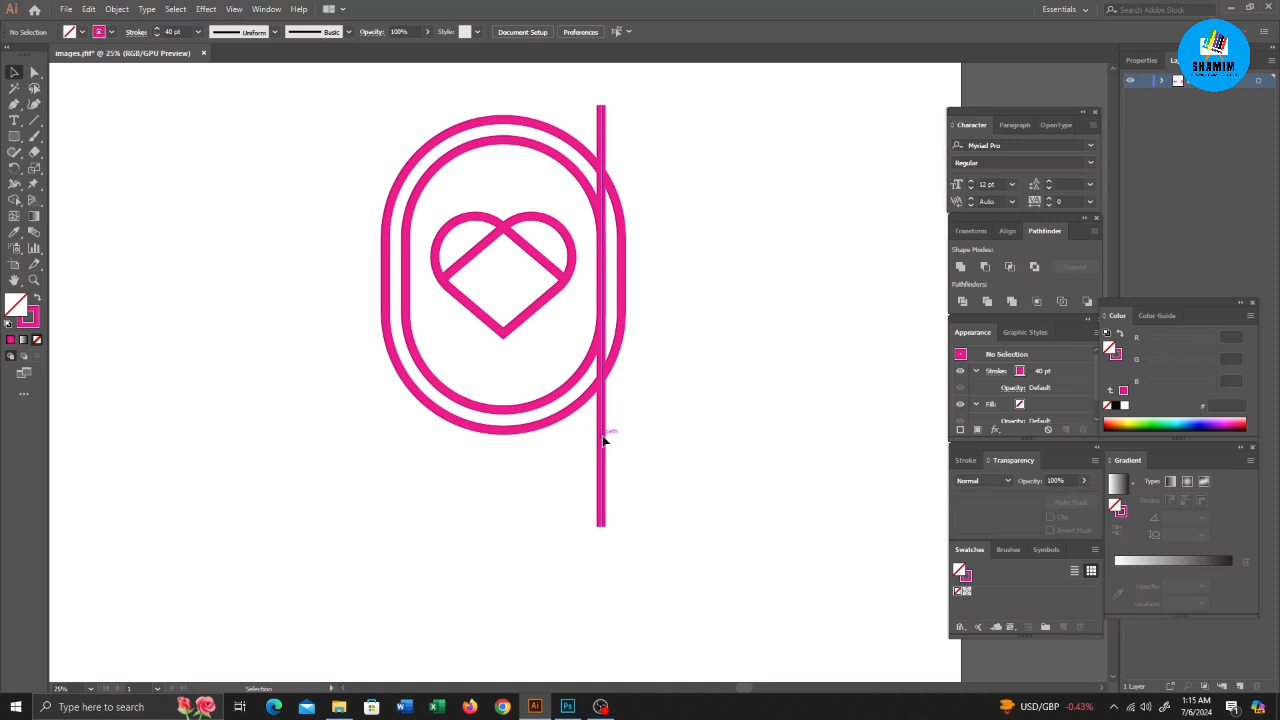 Ai File Edit Object Type Select Effect View Window Help Essentials Search Adobe Stock
No Selection Stroke: 40 pt Uniform Basic Opacity: 100% Style: Document Setup Preferences
images.jfif* @ 25% (RGB/GPU Preview)
SHAMIM
Properties
Character Paragraph OpenType
Myriad Pro
Regular
12 pt
Auto 0
Transform Align Pathfinder
Shape Modes:
Expand
Pathfinders:
Color Color Guide
R
G
B
#
Appearance Graphic Styles
No Selection
Stroke: 40 pt
Opacity: Default
Fill:
Opacity: Default
path
Stroke Transparency
Normal Opacity: 100%
Make Mask
Clip
Invert Mask
Gradient
Type:
Stroke:
Opacity:
Location:
Swatches Brushes Symbols
25% 1 Selection
1 Layer
Type here to search
USD/GBP -0.43%
1:15 AM
7/6/2024